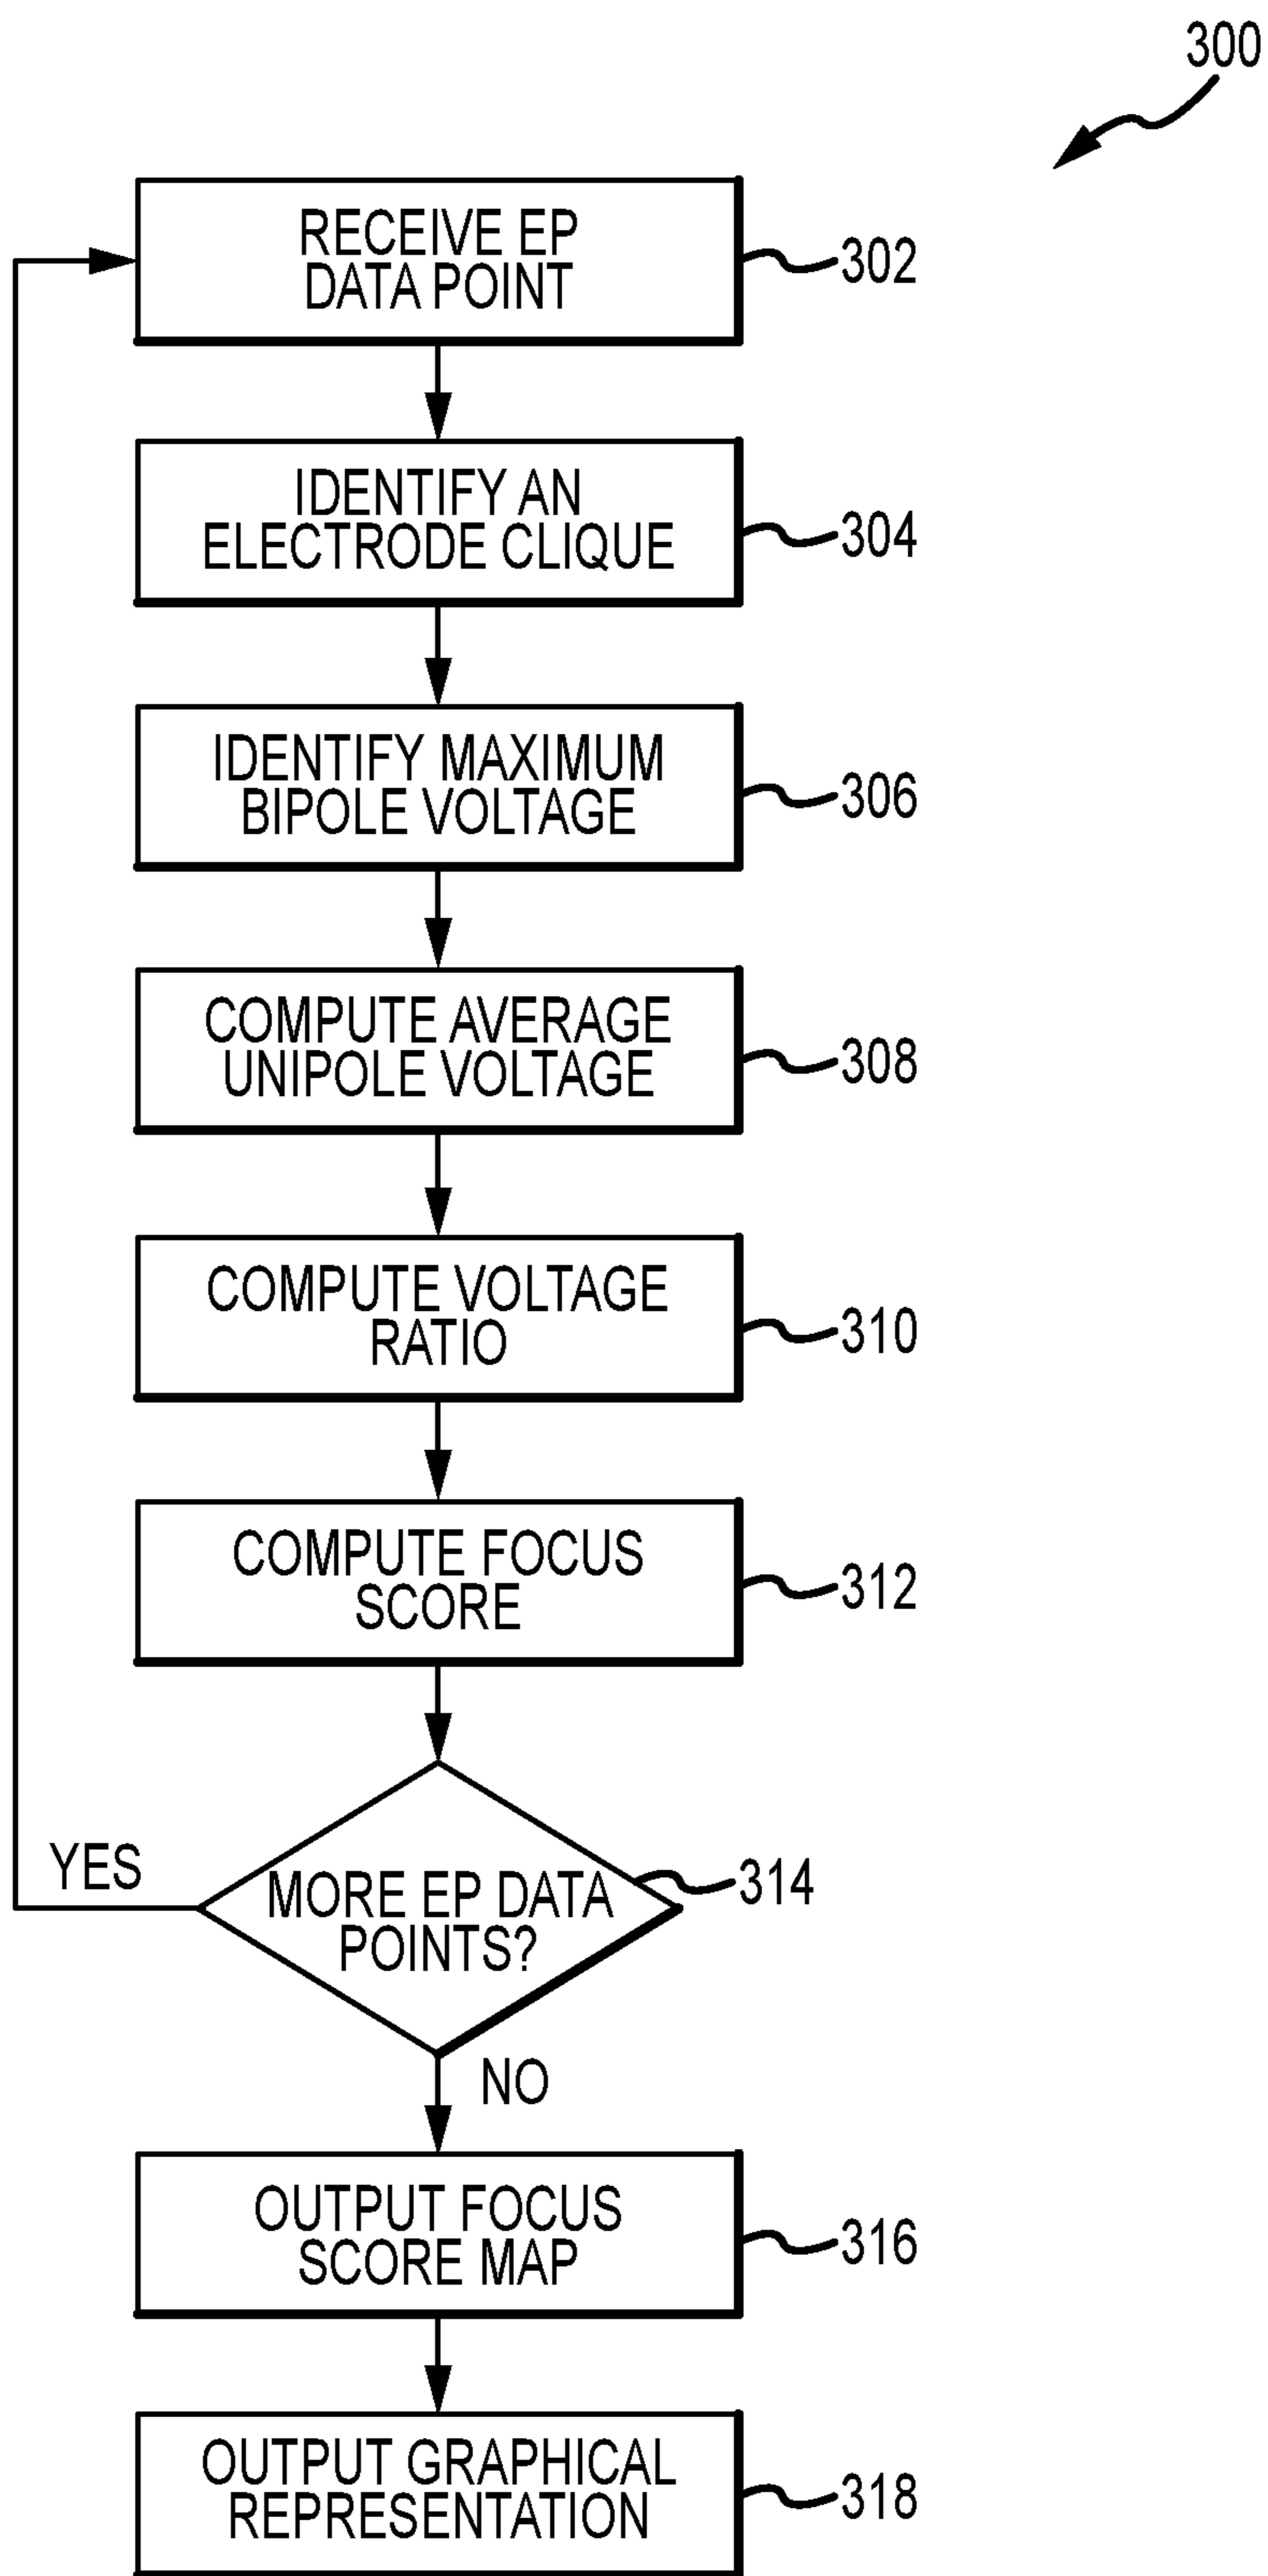 300
RECEIVE EP
DATA POINT
302
IDENTIFY AN
ELECTRODE CLIQUE
304
IDENTIFY MAXIMUM
BIPOLE VOLTAGE
306
COMPUTE AVERAGE
UNIPOLE VOLTAGE
308
COMPUTE VOLTAGE
RATIO
310
COMPUTE FOCUS
SCORE
312
YES
MORE EP DATA
POINTS?
314
NO
OUTPUT FOCUS
SCORE MAP
316
OUTPUT GRAPHICAL
REPRESENTATION
318